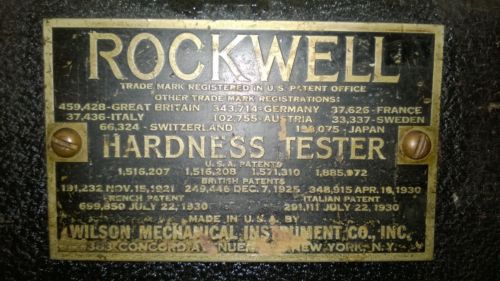 ROCKWELL
TRADE MARK REGISTERED IN U.S. PATENT OFFICE
OTHER TRADE MARK REGISTRATIONS:
459,428-GREAT BRITAIN 343,714-GERMANY 37,626-FRANCE
37,436-ITALY 102,755-AUSTRIA 33,337-SWEDEN
66,324-SWITZERLAND -JAPAN
HARDNESS TESTER
U.S.A. PATENTS
1,516,207 1,516,208 1,571,310 1,885,972
BRITISH PATENTS
191,232 NOV. 15, 1921 249,446 DEC. 7, 1925 348,915 APR. 1930
FRENCH PATENT ITALIAN PATENT
699,850 JULY 22, 1930 291,111 JULY 22, 1930
MADE IN U.S.A. BY
WILSON MECHANICAL INSTRUMENT CO., INC.
383 CONCORD AVENUE NEW YORK, N.Y.